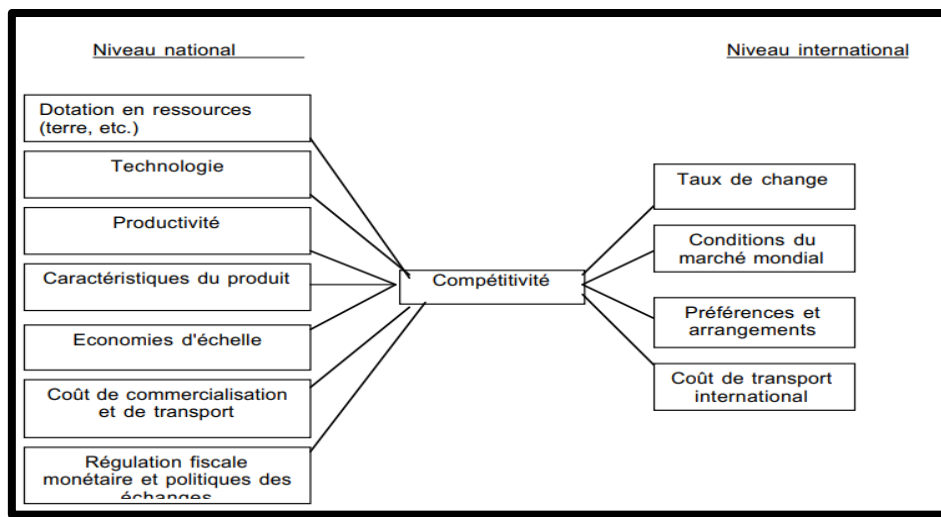 Niveau national
Niveau international
Dotation en ressources
(terre, etc.)
Technologie
Productivité
Caractéristiques du produit
Economies d'échelle
Coût de commercialisation
et de transport
Régulation fiscale
monétaire et politiques des
échanges
Compétitivité
Taux de change
Conditions du
marché mondial
Préférences et
arrangements
Coût de transport
international